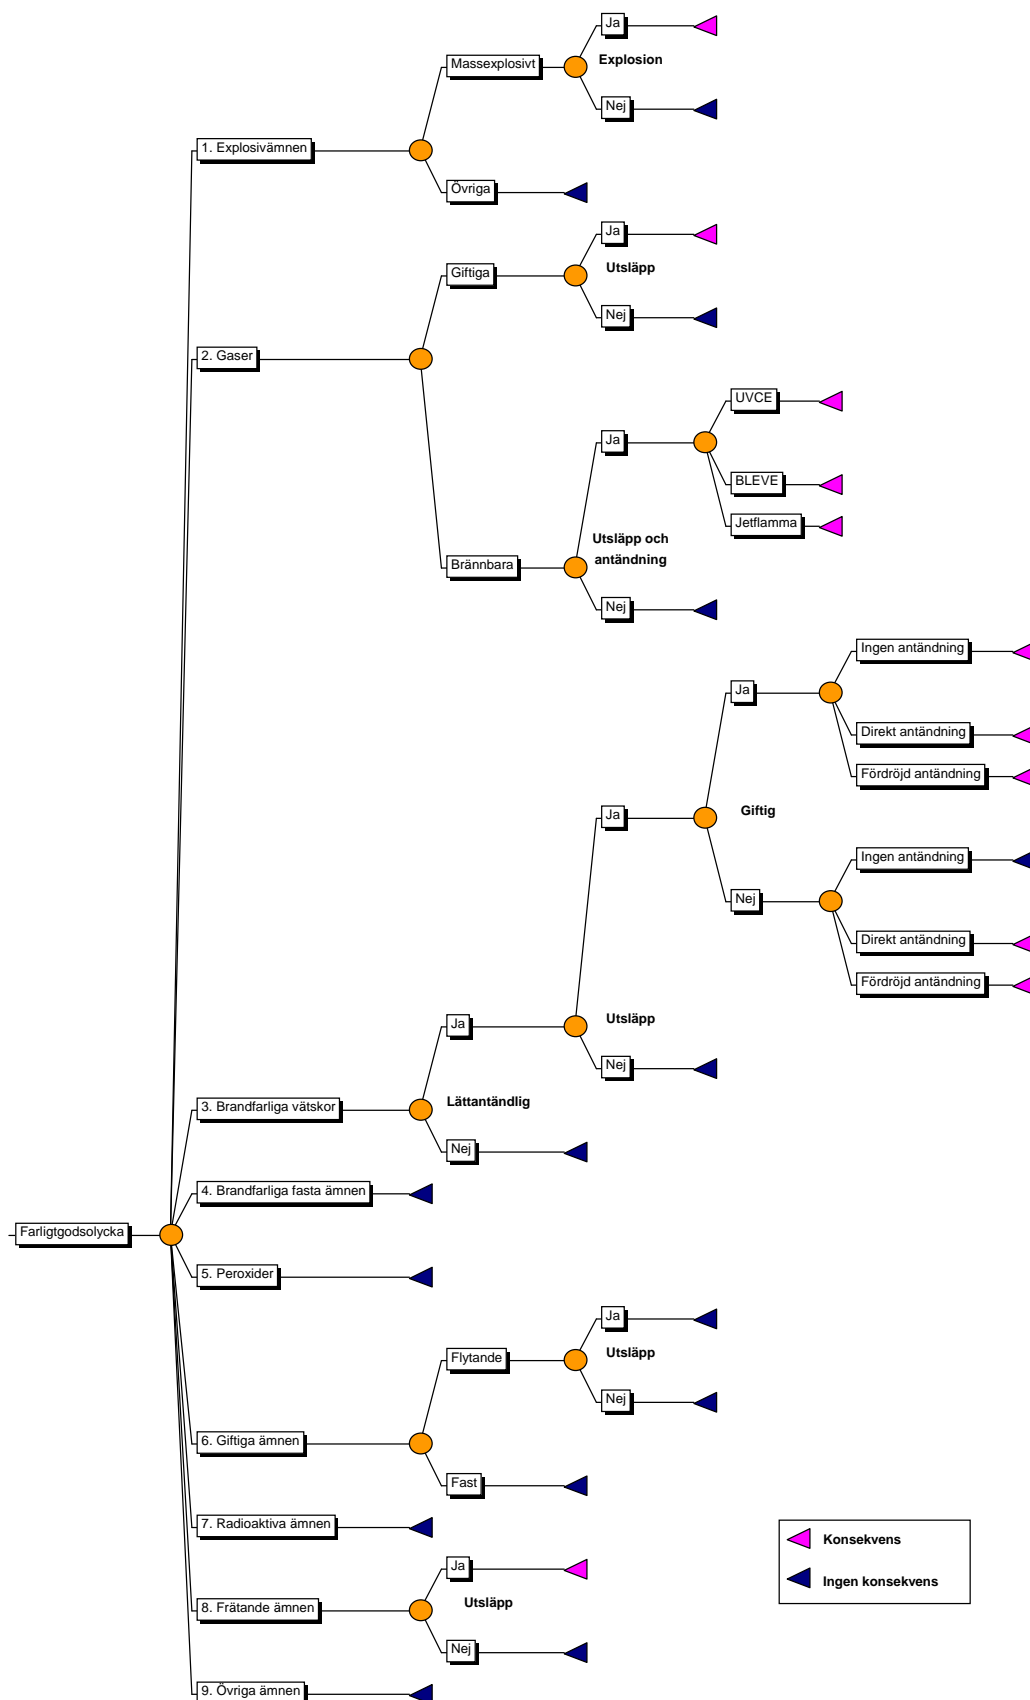 Ja
Massexplosivt
Explosion
Nej
1. Explosivämnen
Övriga
Ja
Giftiga
Utsläpp
Nej
2. Gaser
UVCE
Ja
BLEVE
Jetflamma
Utsläpp och
antändning
Brännbara
Nej
Ingen antändning
Ja
Direkt antändning
Fördröjd antändning
Giftig
Ja
Ingen antändning
Nej
Direkt antändning
Fördröjd antändning
Utsläpp
Ja
Nej
Lättantändlig
3. Brandfarliga vätskor
Nej
4. Brandfarliga fasta ämnen
Farligtgodsolycka
5. Peroxider
Ja
Flytande
Utsläpp
Nej
6. Giftiga ämnen
Fast
7. Radioaktiva ämnen
Konsekvens
Ja
Ingen konsekvens
8. Frätande ämnen
Utsläpp
Nej
9. Övriga ämnen